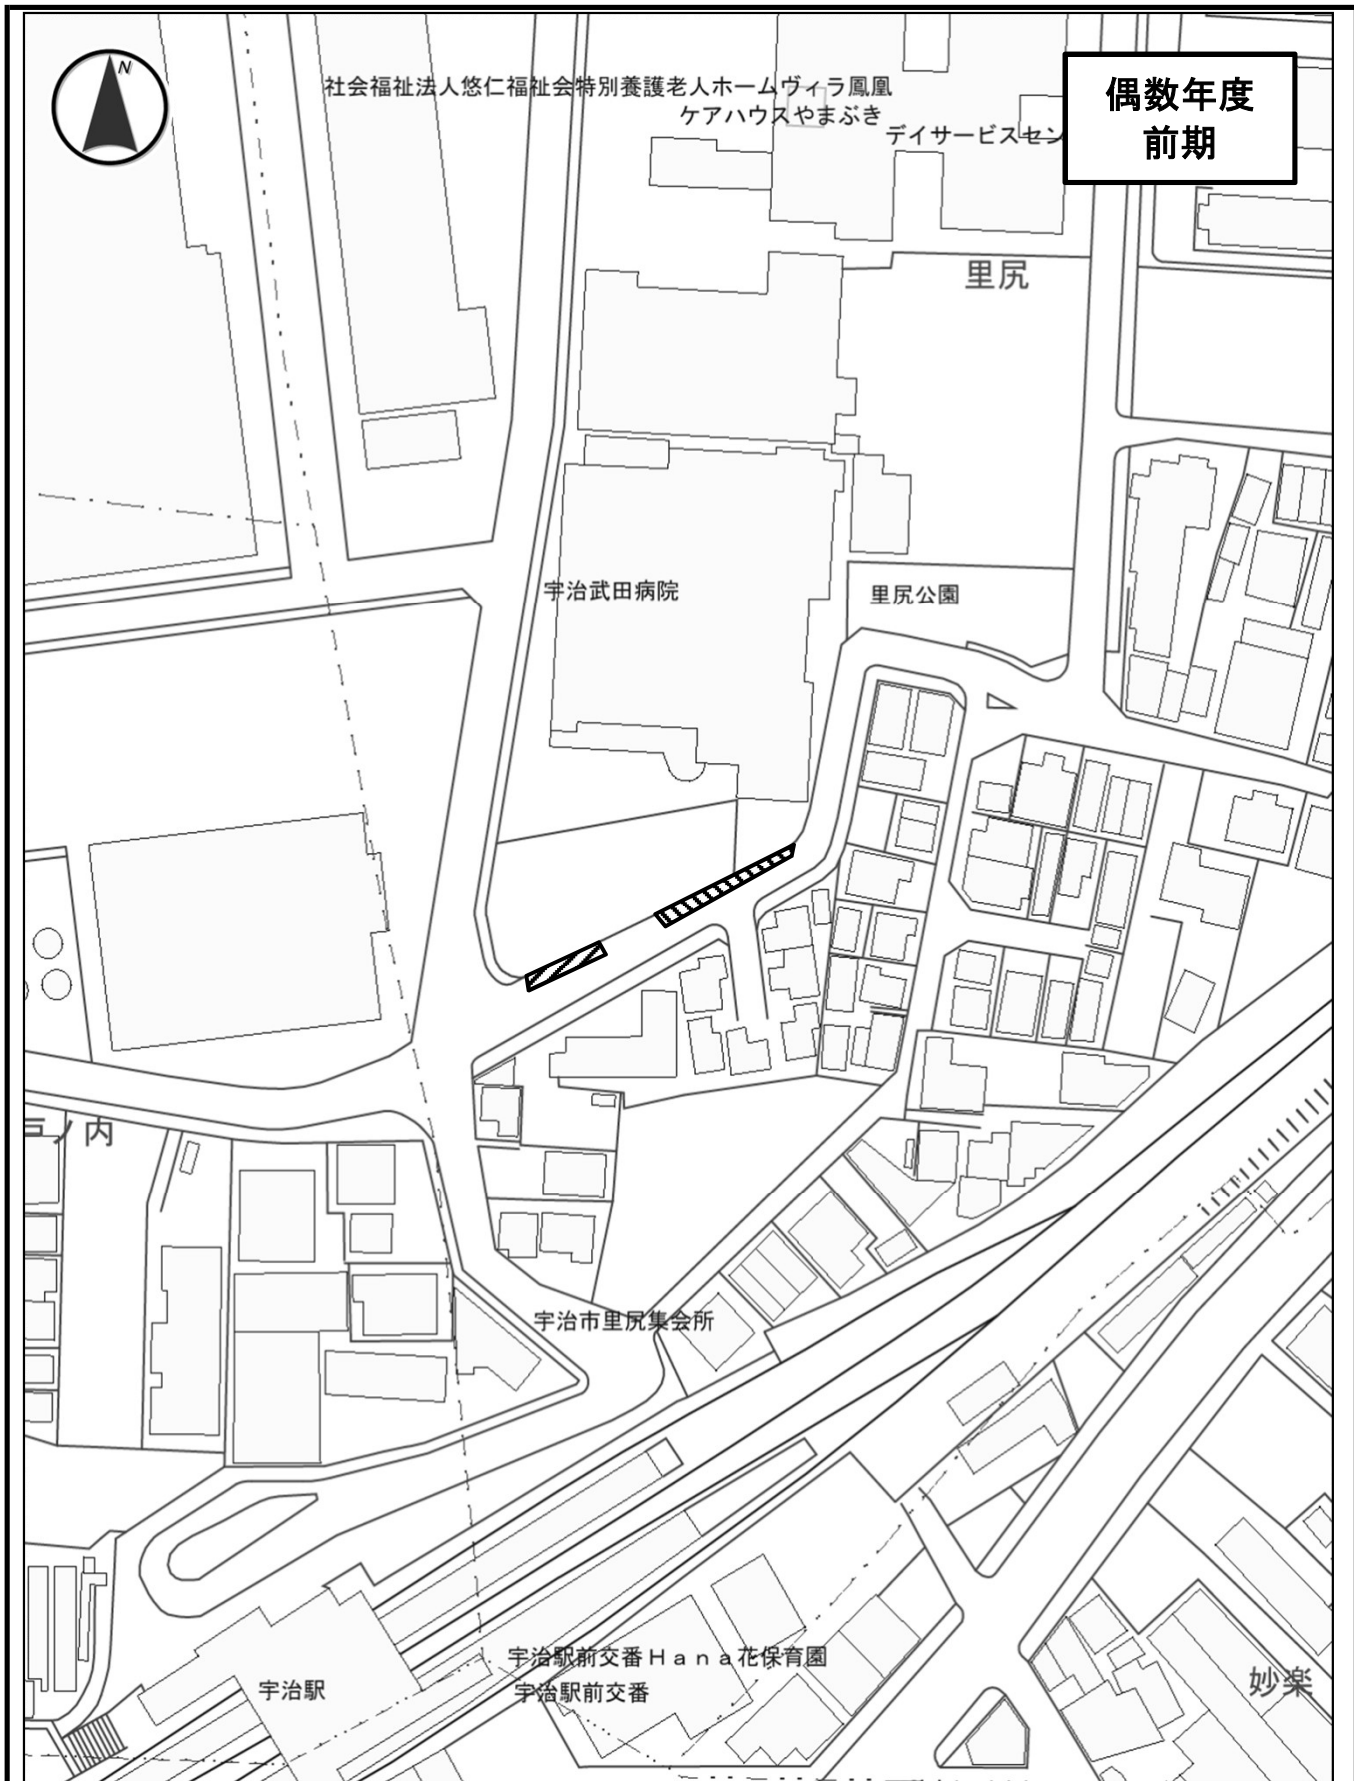 N
社会福祉法人悠仁福祉会特別養護老人ホームヴィラ鳳凰
ケアハウスやまぶき
デイサービスセン
偶数年度
前期
里尻
宇治武田病院
里尻公園
ノ内
宇治市里尻集会所
宇治駅前交番Ｈａｎａ花保育園
宇治駅
宇治駅前交番
妙楽